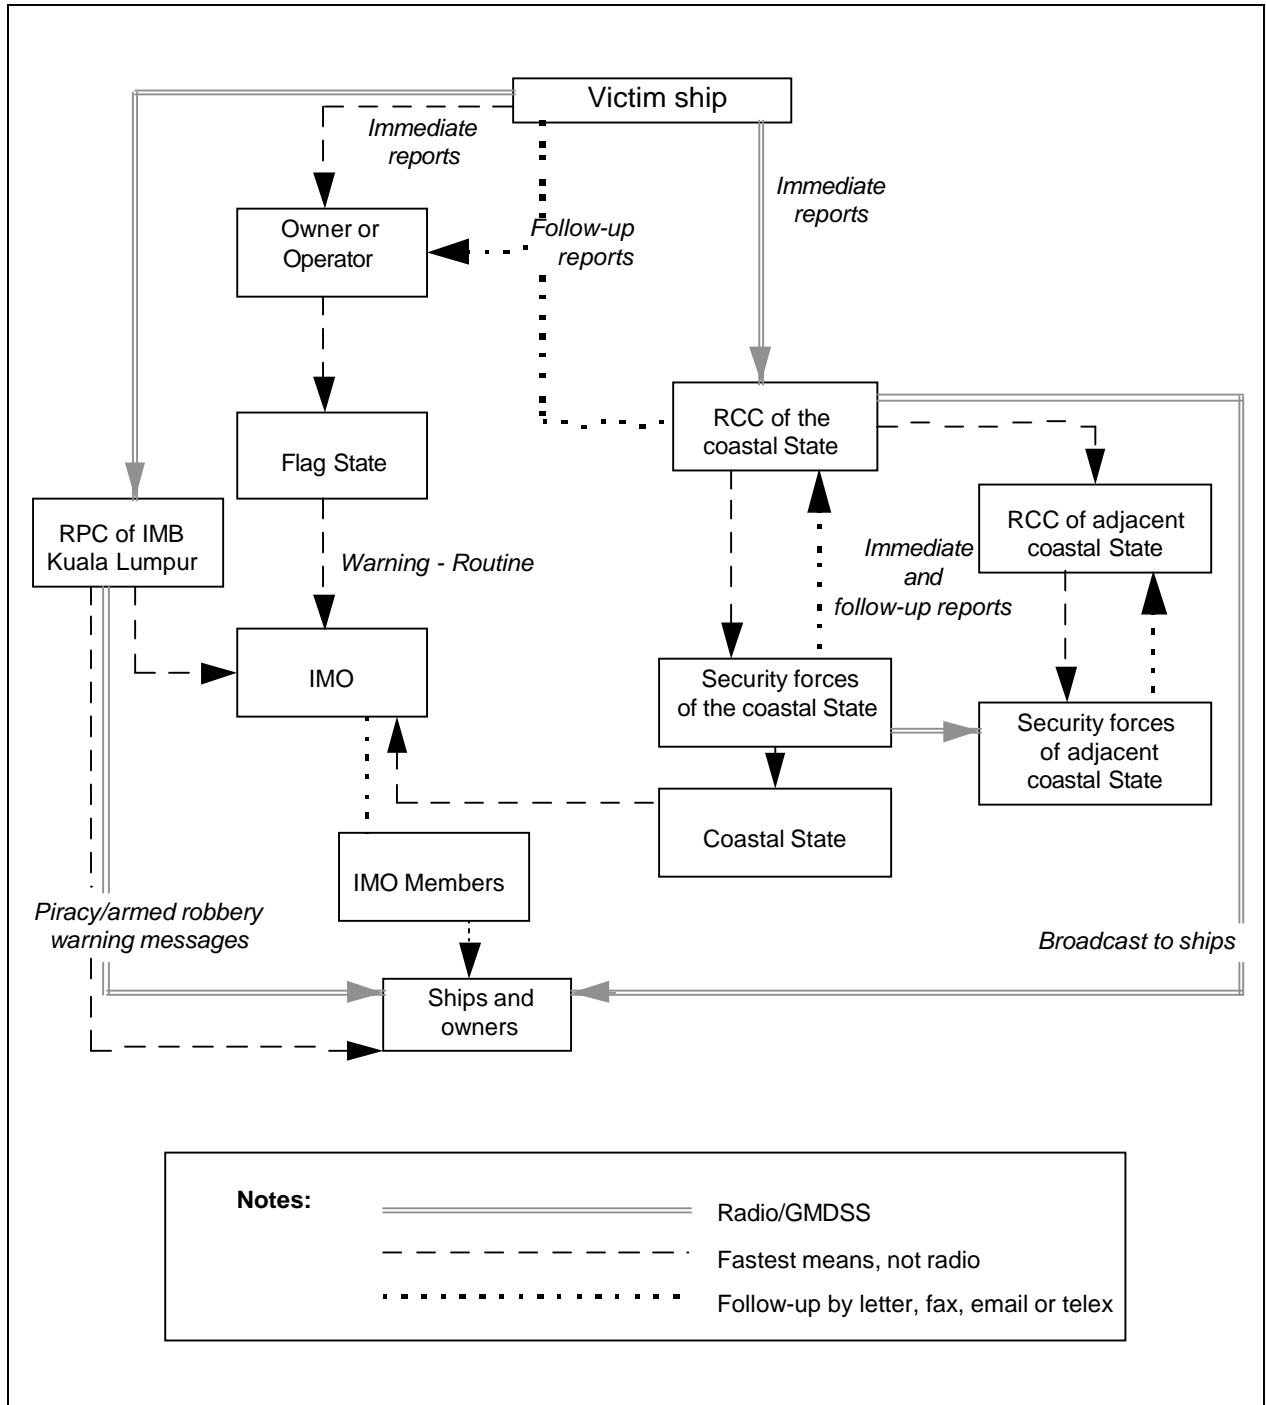 Victim ship
Immediate
reports
Immediate
reports
Owner or
Operator
Follow-up
reports
RCC of the
coastal State
Flag State
RPC of IMB
Kuala Lumpur
RCC of adjacent
coastal State
Warning - Routine
Immediate
and
follow-up reports
IMO
Security forces
of the coastal State
Security forces
of adjacent
coastal State
Coastal State
IMO Members
Piracy/armed robbery
warning messages
Broadcast to ships
Ships and
owners
Notes:
Radio/GMDSS
Fastest means, not radio
Follow-up by letter, fax, email or telex